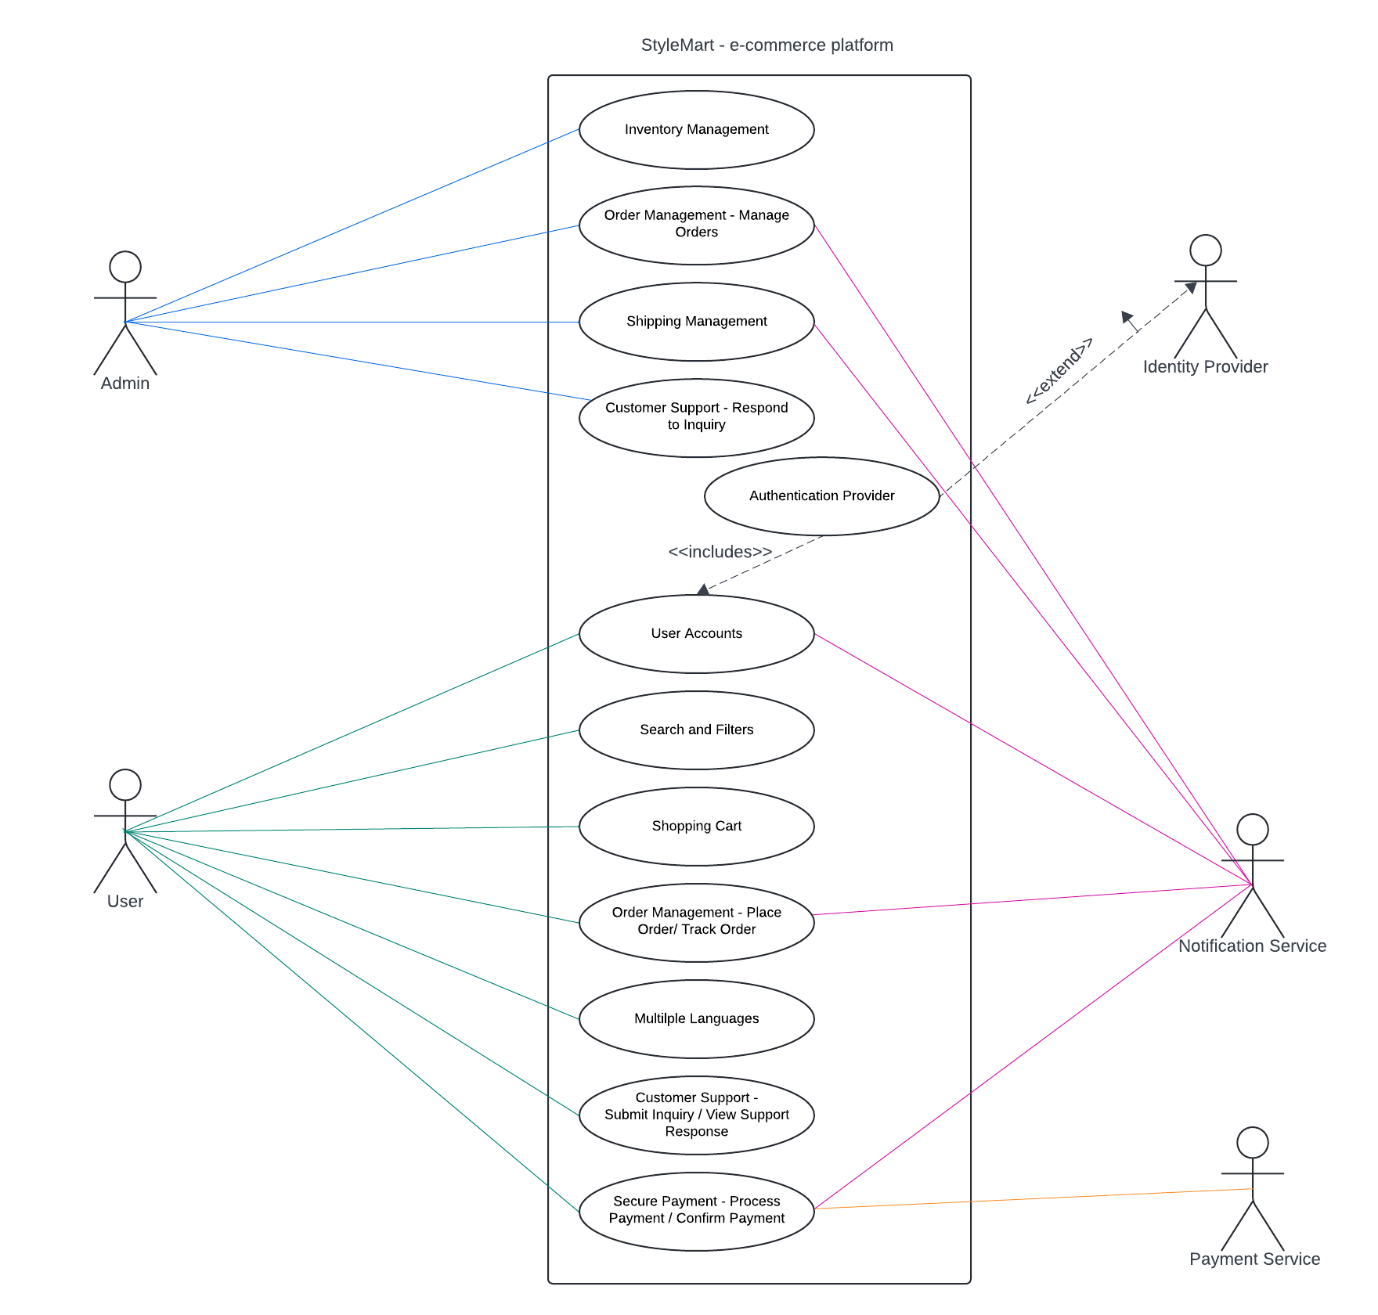 StyleMart - e-commerce platform
Inventory Management
Order Management - Manage
Orders
Admin
Shipping Management
Identity Provider
<<extend>>
Customer Support - Respond
to Inquiry
Authentication Provider
<<includes>>
User Accounts
Search and Filters
Shopping Cart
User
Order Management - Place
Order/ Track Order
Notification Service
Multilple Languages
Customer Support -
Submit Inquiry / View Support
Response
Secure Payment - Process
Payment / Confirm Payment
Payment Service